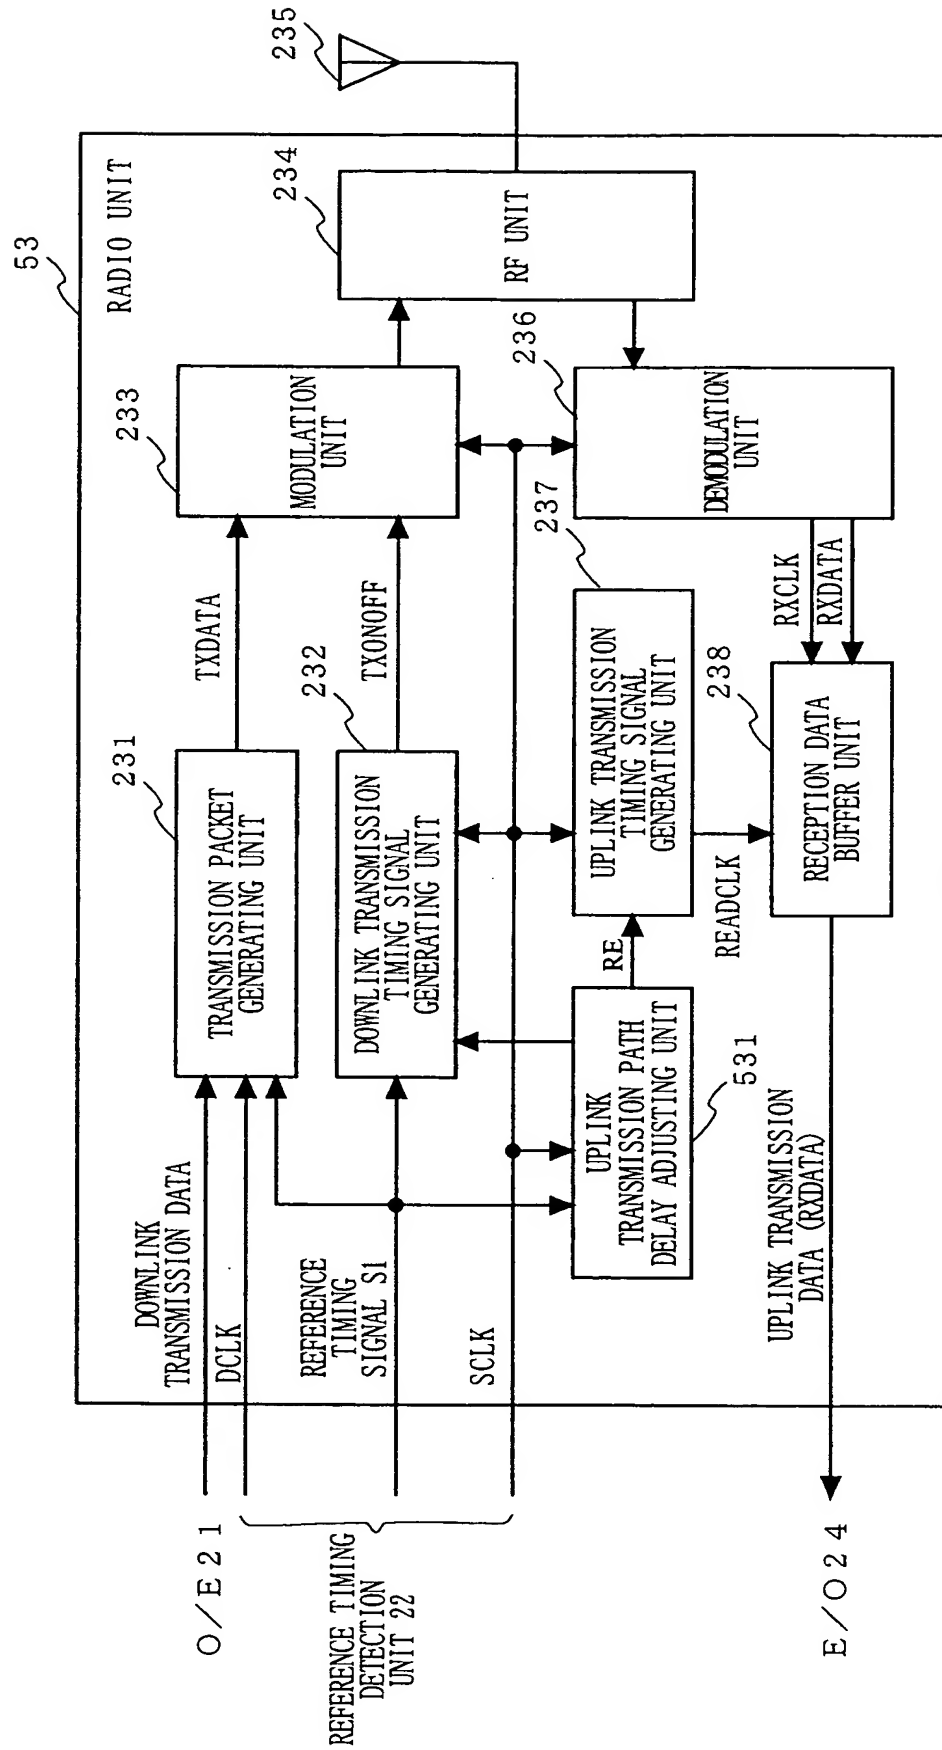 53
RADIO UNIT
O/E21
DOWNLINK
TRANSMISSION DATA
DCLK
REFERENCE
TIMING
SIGNAL S1
SCLK
REFERENCE TIMING
DETECTION
UNIT 22
231
TRANSMISSION PACKET
GENERATING UNIT
TXDATA
233
MODULATION
UNIT
234
RF UNIT
235
232
DOWNLINK TRANSMISSION
TIMING SIGNAL
GENERATING UNIT
TXONOFF
UPLINK
TRANSMISSION PATH
DELAY ADJUSTING UNIT
531
RE
237
UPLINK TRANSMISSION
TIMING SIGNAL
GENERATING UNIT
READCLK
236
DEMODULATION
UNIT
RXCLK
RXDATA
238
RECEPTION DATA
BUFFER UNIT
UPLINK TRANSMISSION
DATA (RXDATA)
E/O24